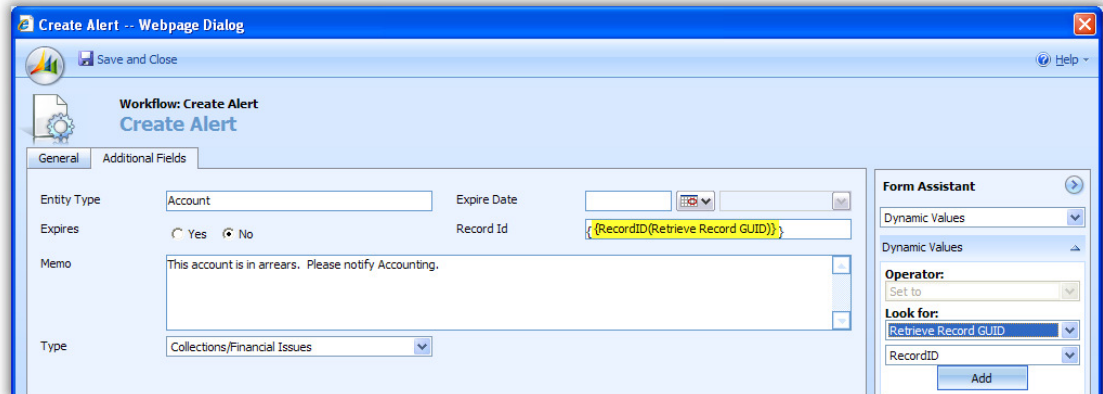 Create Alert -- Webpage Dialog
Save and Close
Help
Workflow: Create Alert
Create Alert
General
Additional Fields
Entity Type
Account
Expire Date
Expires
Yes
No
Record Id
{ {RecordID(Retrieve Record GUID)} }
Memo
This account is in arrears. Please notify Accounting.
Type
Collections/Financial Issues
Form Assistant
Dynamic Values
Dynamic Values
Operator:
Set to
Look for:
Retrieve Record GUID
RecordID
Add